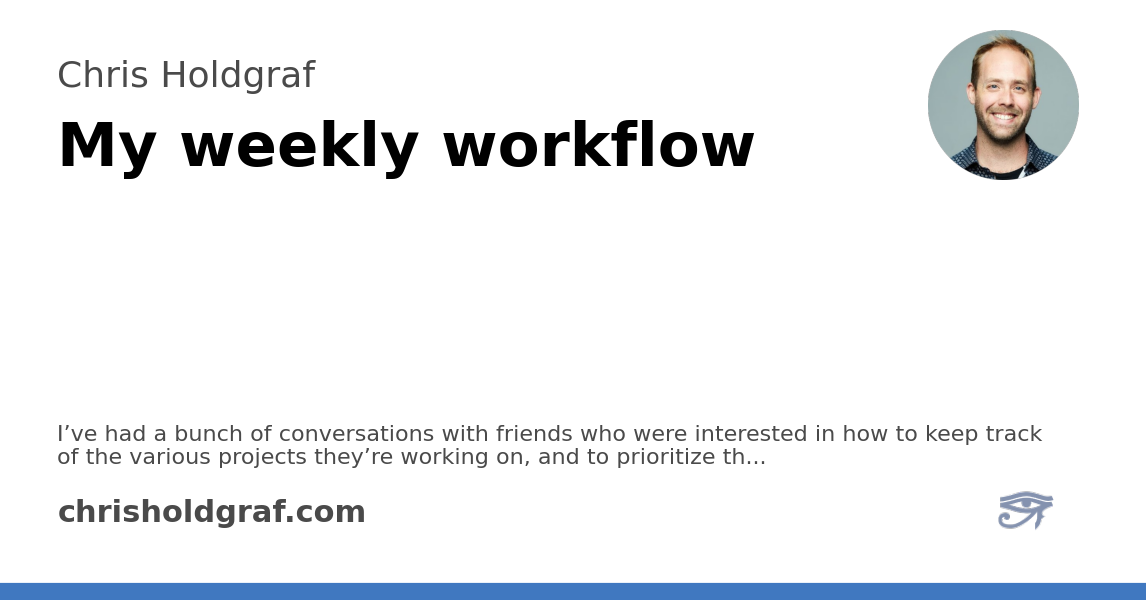 Chris Holdgraf
My weekly workflow
I’ve had a bunch of conversations with friends who were interested in how to keep track
of the various projects they’re working on, and to prioritize th...
chrisholdgraf.com